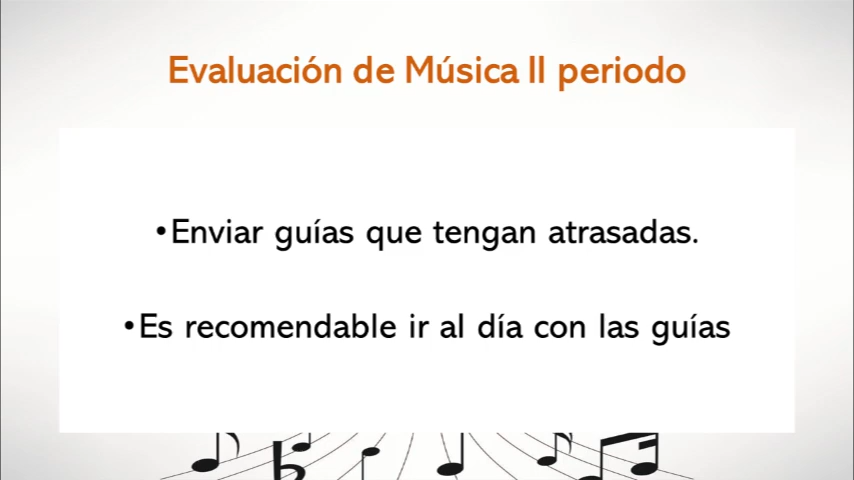 Evaluación de Música II periodo
•Enviar guías que tengan atrasadas.
•Es recomendable ir al día con las guías